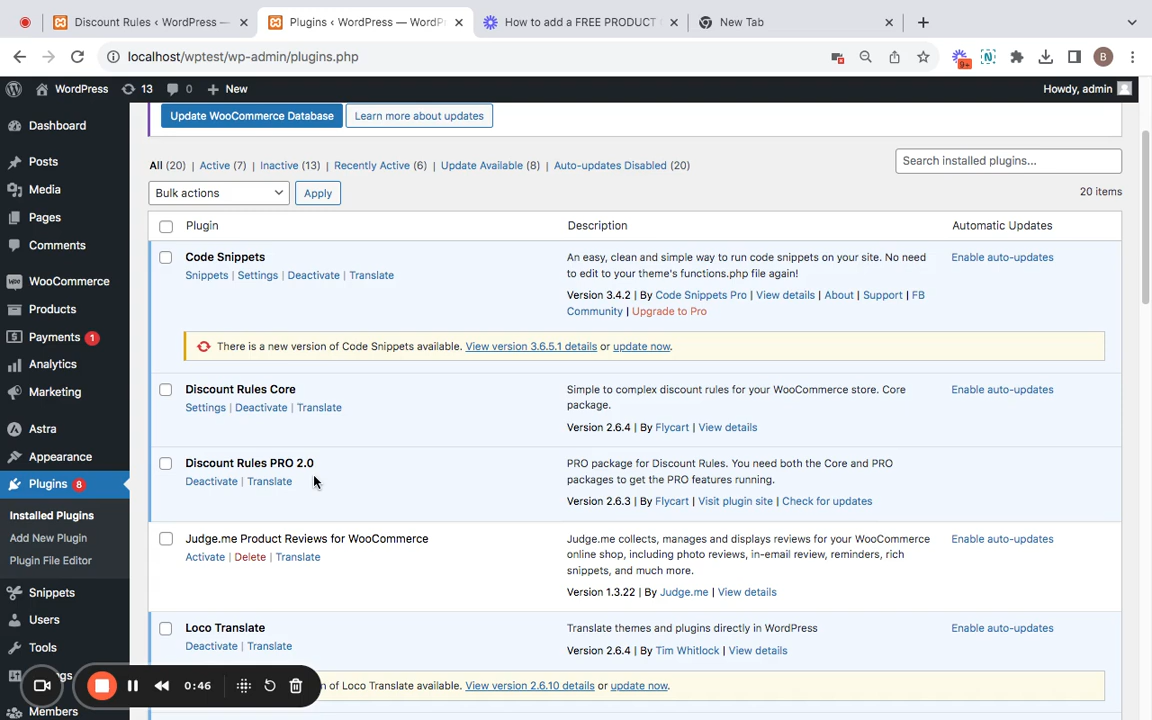 Discount Rules ‹ WordPress —
Plugins ‹ WordPress — WordPr
How to add a FREE PRODUCT
New Tab
localhost/wptest/wp-admin/plugins.php
9+
B
WordPress
13
0
New
Howdy, admin
Dashboard
Posts
Media
Pages
Comments
Woo WooCommerce
Products
Payments 1
Analytics
Marketing
Astra
Appearance
Plugins 8
Installed Plugins
Add New Plugin
Plugin File Editor
Snippets
Users
Tools
Members
Update WooCommerce Database
Learn more about updates
All (20) | Active (7) | Inactive (13) | Recently Active (6) | Update Available (8) | Auto-updates Disabled (20)
Search installed plugins...
Bulk actions
Apply
20 items
Plugin
Description
Automatic Updates
Code Snippets
Snippets | Settings | Deactivate | Translate
An easy, clean and simple way to run code snippets on your site. No need
to edit to your theme's functions.php file again!
Version 3.4.2 | By Code Snippets Pro | View details | About | Support | FB
Community | Upgrade to Pro
Enable auto-updates
There is a new version of Code Snippets available. View version 3.6.5.1 details or update now.
Discount Rules Core
Settings | Deactivate | Translate
Simple to complex discount rules for your WooCommerce store. Core
package.
Version 2.6.4 | By Flycart | View details
Enable auto-updates
Discount Rules PRO 2.0
Deactivate | Translate
PRO package for Discount Rules. You need both the Core and PRO
packages to get the PRO features running.
Version 2.6.3 | By Flycart | Visit plugin site | Check for updates
Judge.me Product Reviews for WooCommerce
Activate | Delete | Translate
Judge.me collects, manages and displays reviews for your WooCommerce
online shop, including photo reviews, in-email review, reminders, rich
snippets, and much more.
Version 1.3.22 | By Judge.me | View details
Enable auto-updates
Loco Translate
Deactivate | Translate
Translate themes and plugins directly in WordPress
Version 2.6.4 | By Tim Whitlock | View details
Enable auto-updates
n of Loco Translate available. View version 2.6.10 details or update now.
0:46